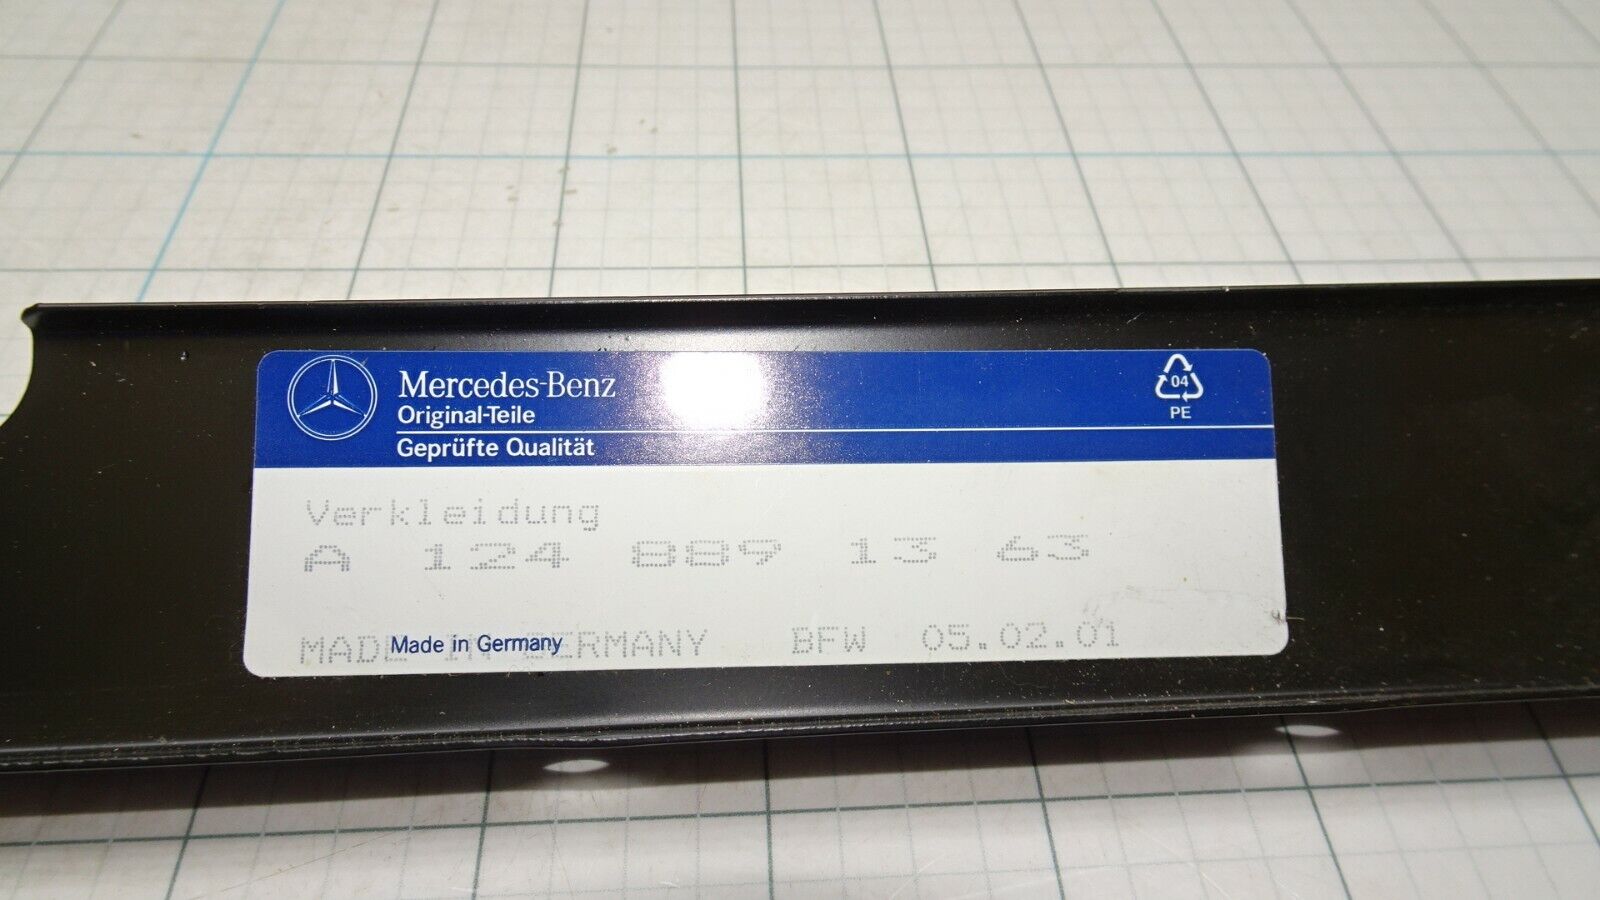 Mercedes-Benz
Original-Teile
Geprüfte Qualität
04
PE
Verkleidung
A 124 889 13 63
MADE IN GERMANY BFW 05.02.01
Made in Germany